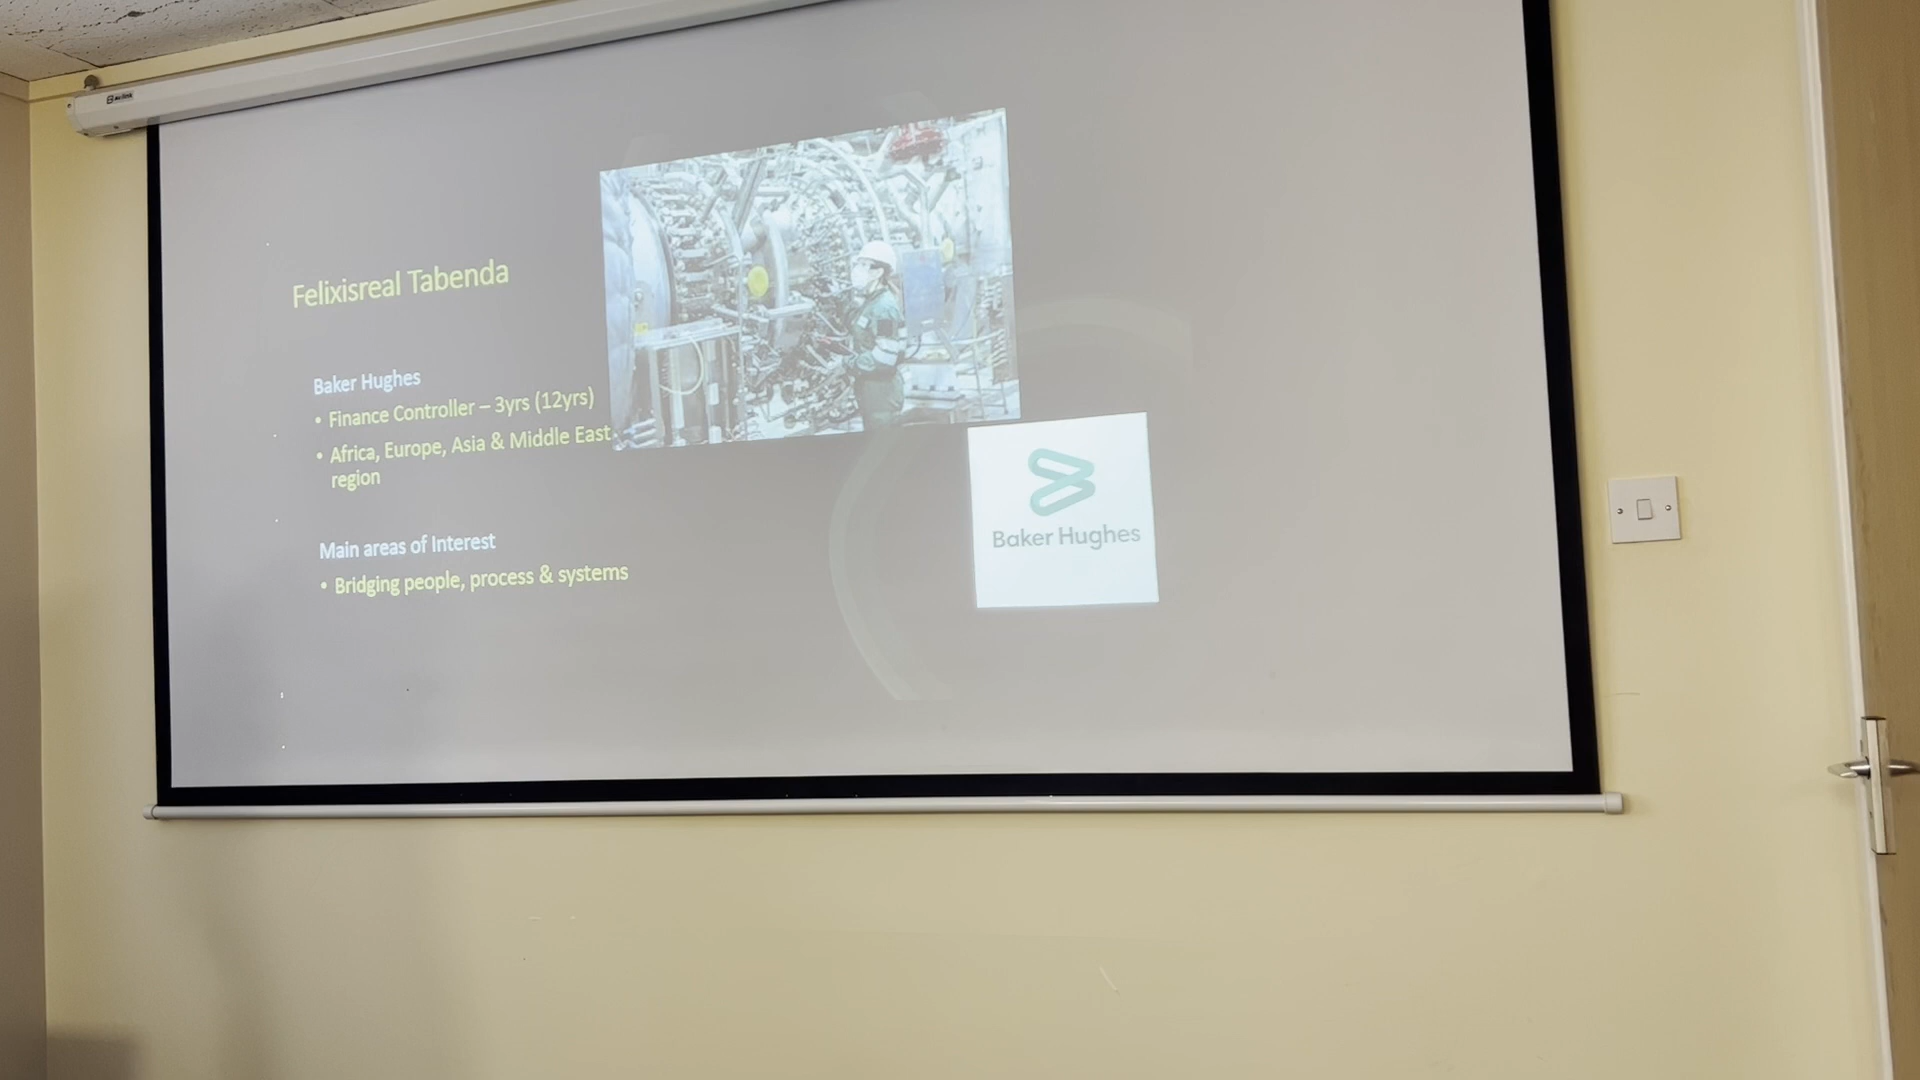 Felixisreal Tabenda
Baker Hughes
• Finance Controller – 3yrs (12yrs)
• Africa, Europe, Asia & Middle East
region
Main areas of Interest
• Bridging people, process & systems
Baker Hughes